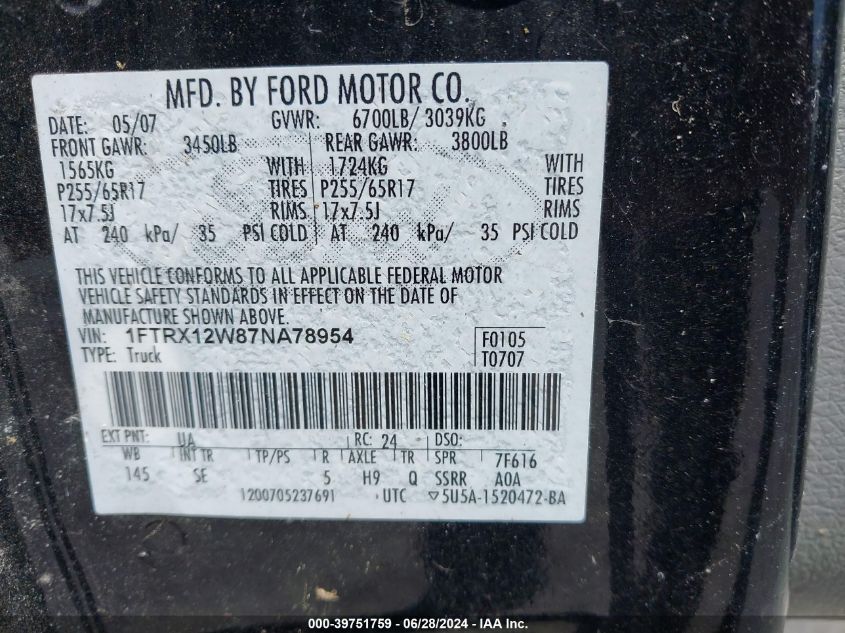 MFD. BY FORD MOTOR CO.
DATE: 05/07 GVWR: 6700LB/ 3039KG
FRONT GAWR: 3450LB REAR GAWR: 3800LB
1565KG WITH 1724KG WITH
P255/65R17 TIRES P255/65R17 TIRES
17x7.5J RIMS 17x7.5J RIMS
AT 240 kPa/ 35 PSI COLD AT 240 kPa/ 35 PSI COLD
THIS VEHICLE CONFORMS TO ALL APPLICABLE FEDERAL MOTOR
VEHICLE SAFETY STANDARDS IN EFFECT ON THE DATE OF
MANUFACTURE SHOWN ABOVE.
VIN: 1FTRX12W87NA78954 F0105
TYPE: Truck T0707
EXT PNT: UA RC: 24 DSO:
WB INT TR TP/PS R AXLE TR SPR 7F616
145 SE 5 H9 Q SSRR A0A
1200705237691 UTC ▽5U5A-1520472-BA
000-39751759 - 06/28/2024 - IAA Inc.